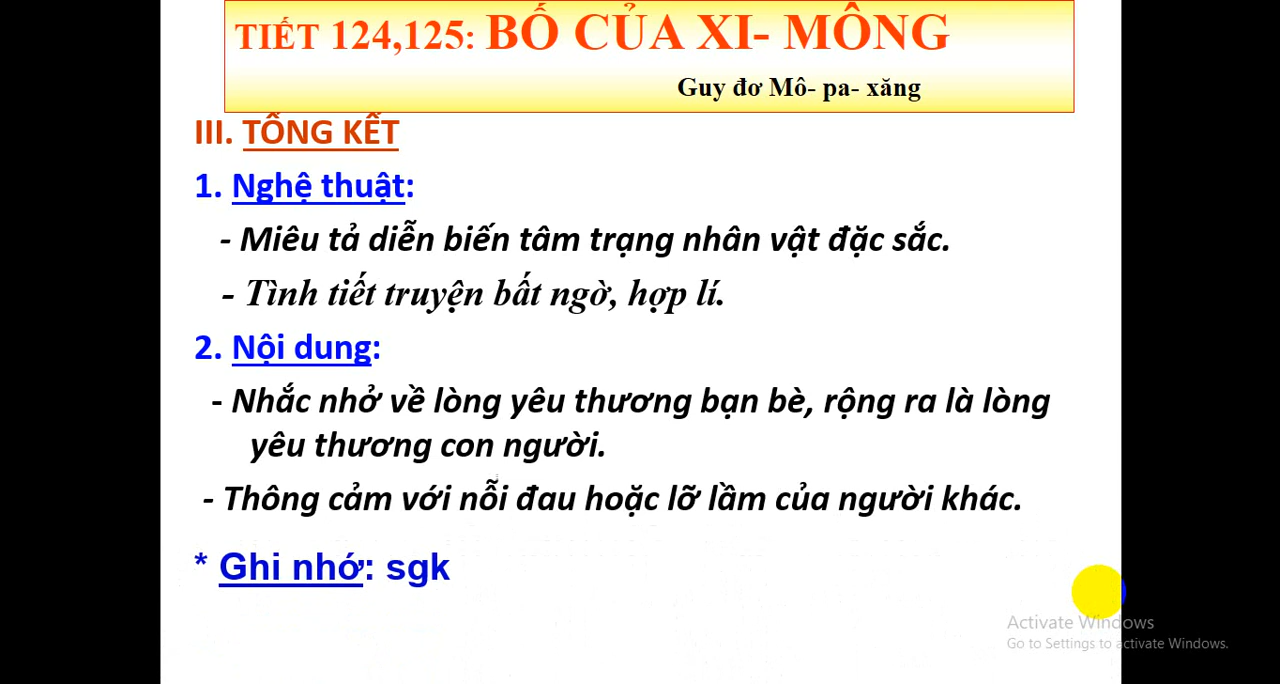 TIẾT 124,125: BỐ CỦA XI- MÔNG
Guy đơ Mô- pa- xăng
III. TỔNG KẾT
1. Nghệ thuật:
- Miêu tả diễn biến tâm trạng nhân vật đặc sắc.
- Tình tiết truyện bất ngờ, hợp lí.
2. Nội dung:
- Nhắc nhở về lòng yêu thương bạn bè, rộng ra là lòng
yêu thương con người.
- Thông cảm với nỗi đau hoặc lỡ lầm của người khác.
* Ghi nhớ: sgk
Activate Windows
Go to Settings to activate Windows.